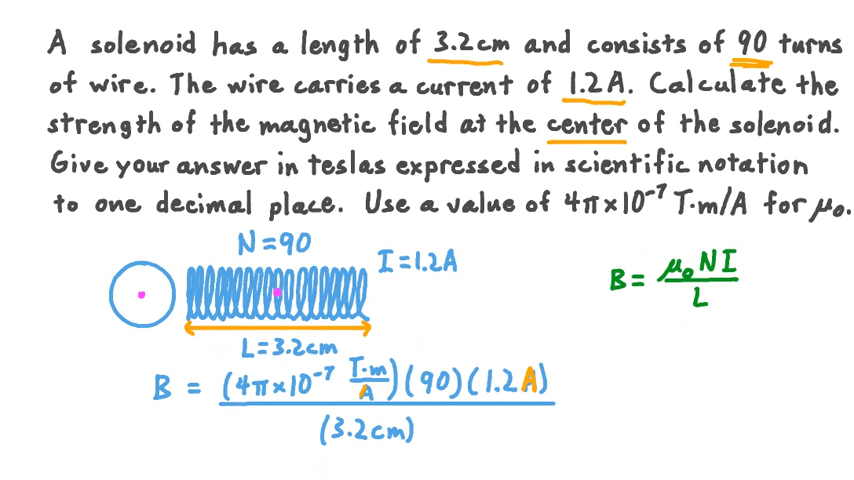 A solenoid has a length of 3.2cm and consists of 90 turns
of wire. The wire carries a current of 1.2A. Calculate the
strength of the magnetic field at the center of the solenoid.
Give your answer in teslas expressed in scientific notation
to one decimal place. Use a value of 4π×10⁻⁷ T·m/A for μ₀.
N=90
I=1.2A
B = μ₀NI / L
L=3.2cm
B = (4π×10⁻⁷ T·m/A)(90)(1.2A)
(3.2cm)